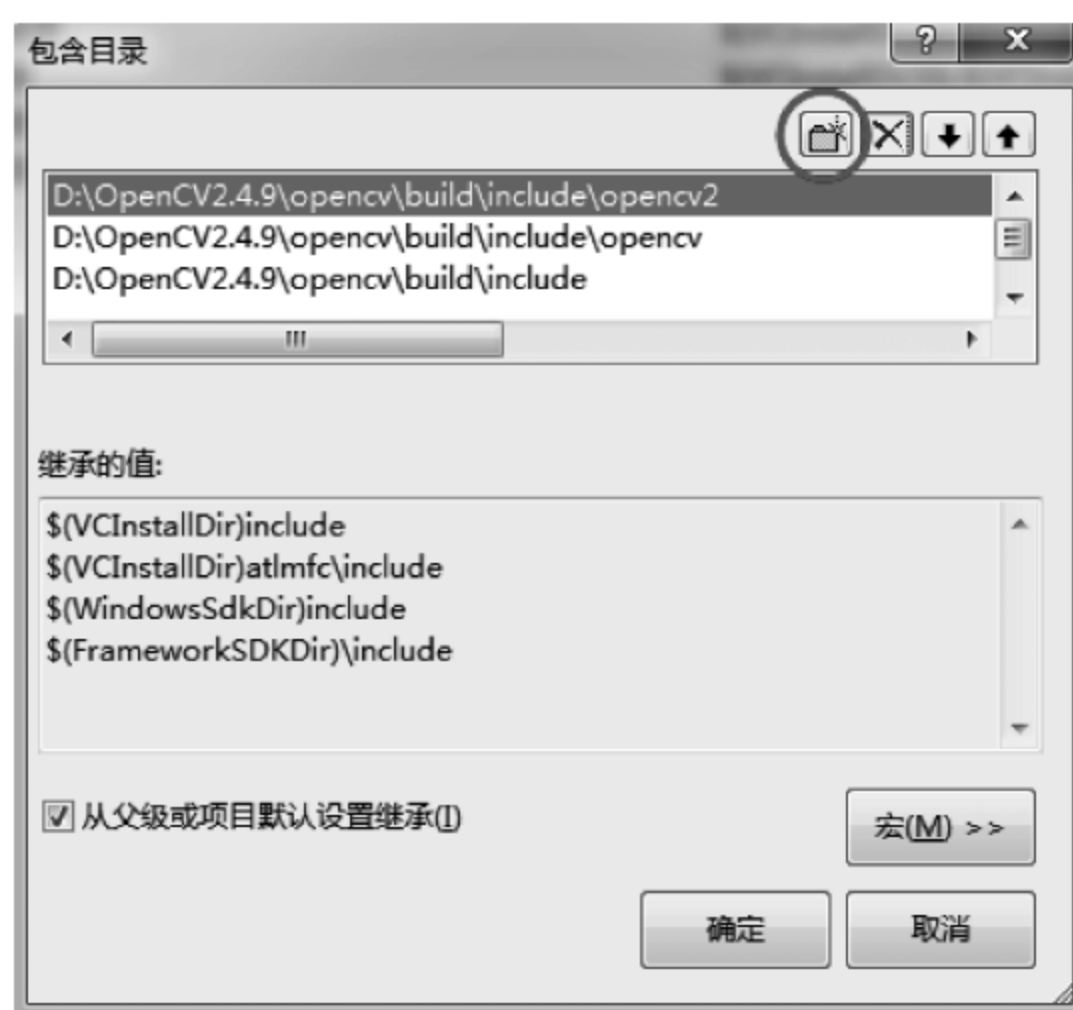 包含目录
D:\OpenCV2.4.9\opencv\build\include\opencv2
D:\OpenCV2.4.9\opencv\build\include\opencv
D:\OpenCV2.4.9\opencv\build\include
继承的值:
$(VCInstallDir)include
$(VCInstallDir)atlmfc\include
$(WindowsSdkDir)include
$(FrameworkSDKDir)\include
从父级或项目默认设置继承(I)
宏(M) >>
确定
取消